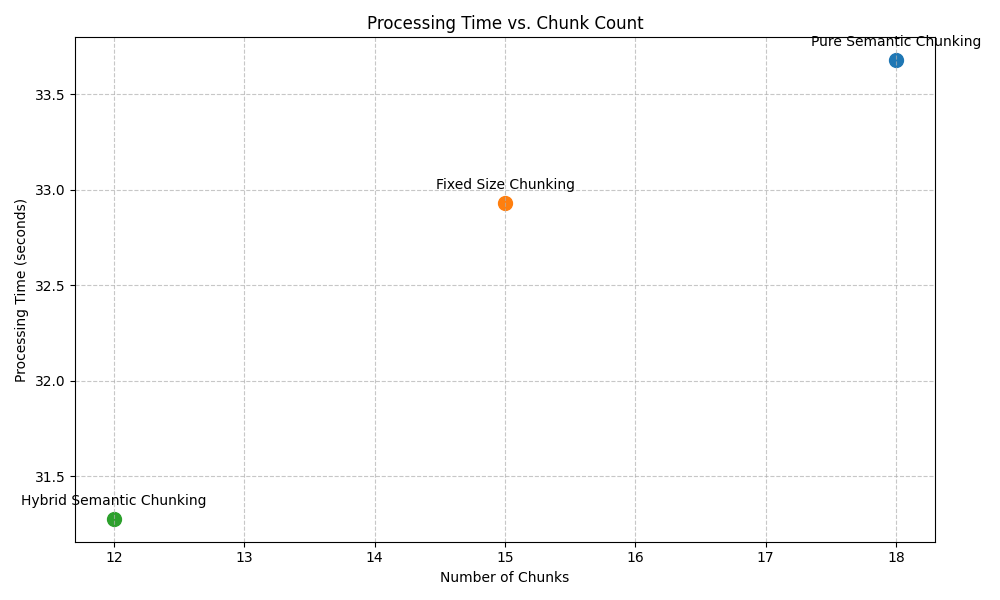 Processing Time vs. Chunk Count
Pure Semantic Chunking
33.5
Fixed Size Chunking
33.0
32.5
32.0
31.5
Hybrid Semantic Chunking
Processing Time (seconds)
12 13 14 15 16 17 18
Number of Chunks